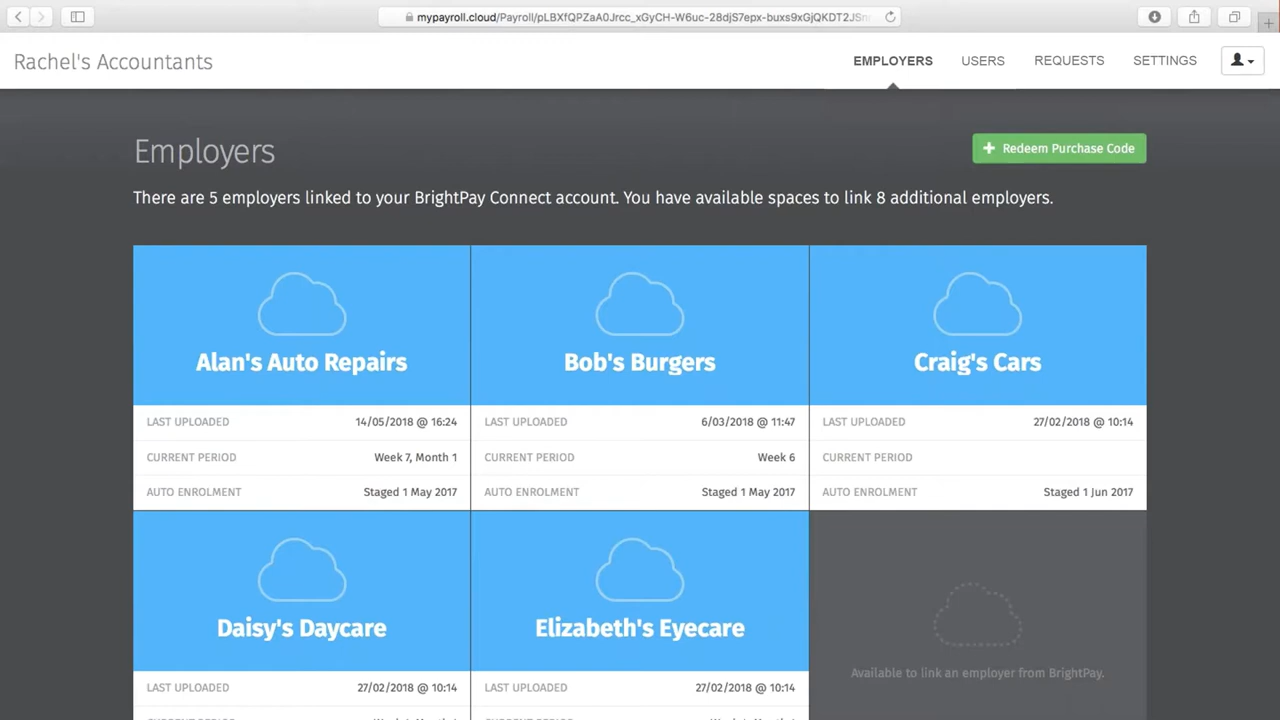 mypayroll.cloud/Payroll/pLBXfQPZaA0Jrcc_xGyCH-W6uc-28djS7epx-buxs9xGjQKDT2JSn
Rachel's Accountants
EMPLOYERS USERS REQUESTS SETTINGS
Employers
+ Redeem Purchase Code
There are 5 employers linked to your BrightPay Connect account. You have available spaces to link 8 additional employers.
Alan's Auto Repairs
LAST UPLOADED 14/05/2018 @ 16:24
CURRENT PERIOD Week 7, Month 1
AUTO ENROLMENT Staged 1 May 2017
Bob's Burgers
LAST UPLOADED 6/03/2018 @ 11:47
CURRENT PERIOD Week 6
AUTO ENROLMENT Staged 1 May 2017
Craig's Cars
LAST UPLOADED 27/02/2018 @ 10:14
CURRENT PERIOD
AUTO ENROLMENT Staged 1 Jun 2017
Daisy's Daycare
LAST UPLOADED 27/02/2018 @ 10:14
Elizabeth's Eyecare
LAST UPLOADED 27/02/2018 @ 10:14
Available to link an employer from BrightPay.